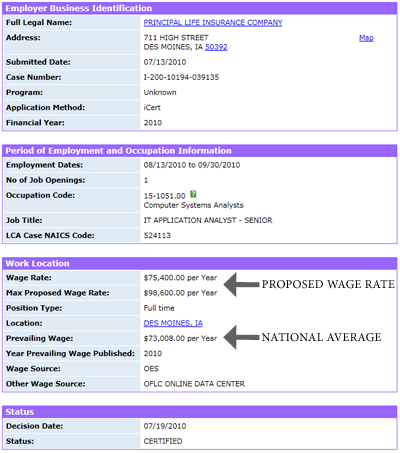 Employer Business Identification
Full Legal Name: PRINCIPAL LIFE INSURANCE COMPANY
Address: 711 HIGH STREET Map
DES MOINES, IA 50392
Submitted Date: 07/13/2010
Case Number: I-200-10194-039135
Program: Unknown
Application Method: iCert
Financial Year: 2010
Period of Employment and Occupation Information
Employment Dates: 08/13/2010 to 09/30/2010
No of Job Openings: 1
Occupation Code: 15-1051.00 ?
Computer Systems Analysts
Job Title: IT APPLICATION ANALYST - SENIOR
LCA Case NAICS Code: 524113
Work Location
Wage Rate: $75,400.00 per Year
PROPOSED WAGE RATE
Max Proposed Wage Rate: $98,600.00 per Year
Position Type: Full time
Location: DES MOINES, IA
Prevailing Wage: $73,008.00 per Year NATIONAL AVERAGE
Year Prevailing Wage Published: 2010
Wage Source: OES
Other Wage Source: OFLC ONLINE DATA CENTER
Status
Decision Date: 07/19/2010
Status: CERTIFIED